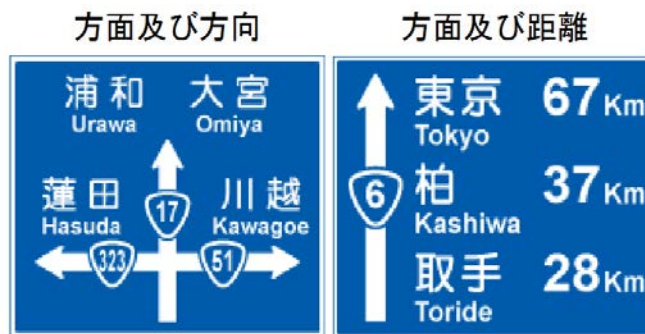 方面及び方向
浦和 大宮
Urawa Omiya
蓮田 17 川越
Hasuda Kawagoe
323 51
方面及び距離
東京 67Km
Tokyo
6 柏 37Km
Kashiwa
取手 28Km
Toride